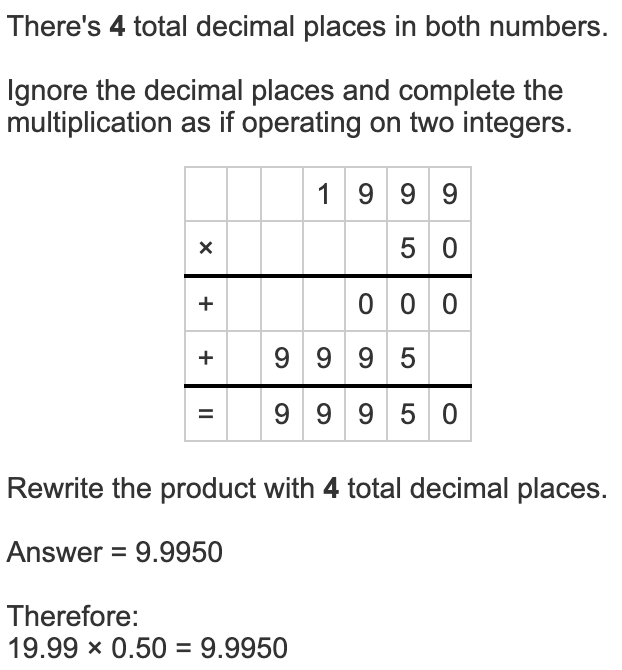 There's 4 total decimal places in both numbers.
Ignore the decimal places and complete the
multiplication as if operating on two integers.
1 9 9 9
× 5 0
+ 0 0 0
+ 9 9 9 5
= 9 9 9 5 0
Rewrite the product with 4 total decimal places.
Answer = 9.9950
Therefore:
19.99 × 0.50 = 9.9950